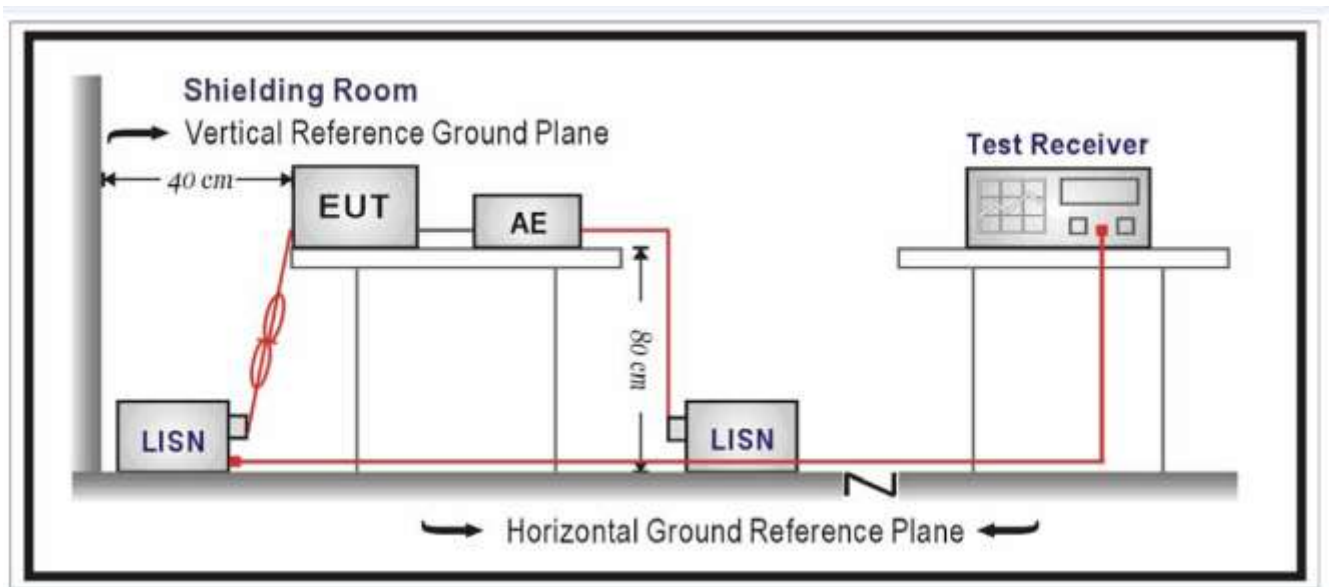 Shielding Room
Vertical Reference Ground Plane
Test Receiver
40 cm
EUT
AE
80 cm
LISN
LISN
Horizontal Ground Reference Plane